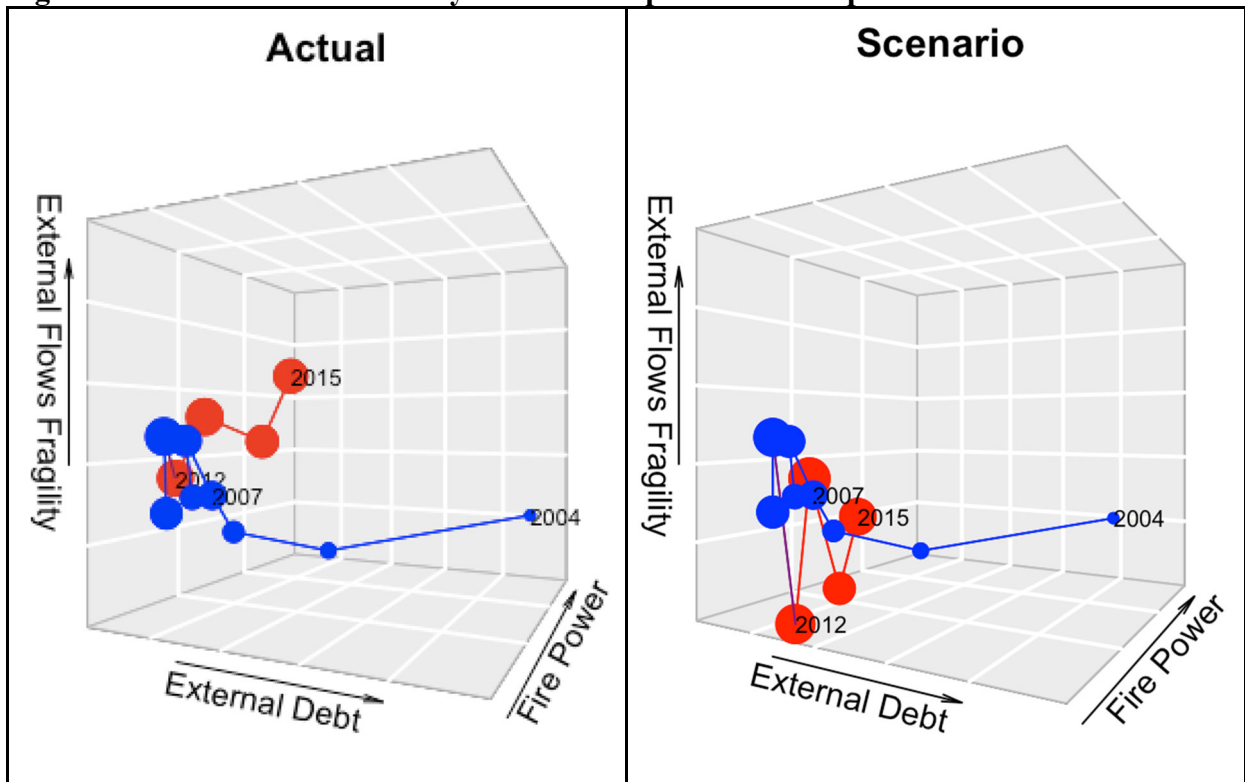 Actual
External Flows Fragility
2015
2012
2007
2004
External Debt
Fire Power
Scenario
External Flows Fragility
2007
2015
2004
2012
External Debt
Fire Power